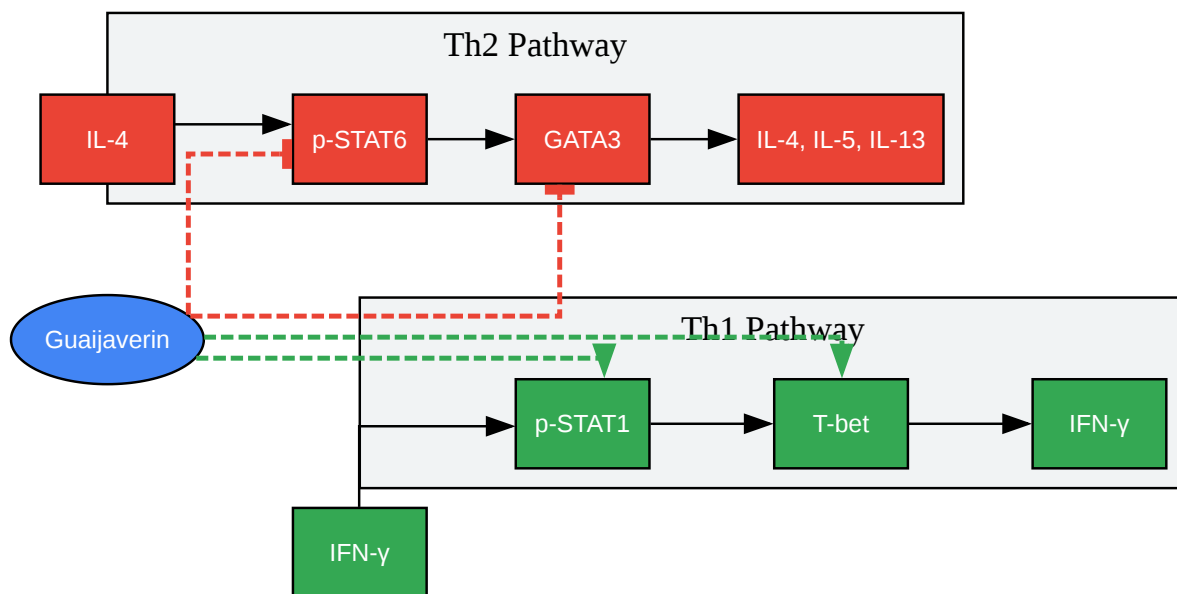 Th2 Pathway
IL-4
p-STAT6
GATA3
IL-4, IL-5, IL-13
Guaijaverin
Th1 Pathway
p-STAT1
T-bet
IFN-γ
IFN-γ